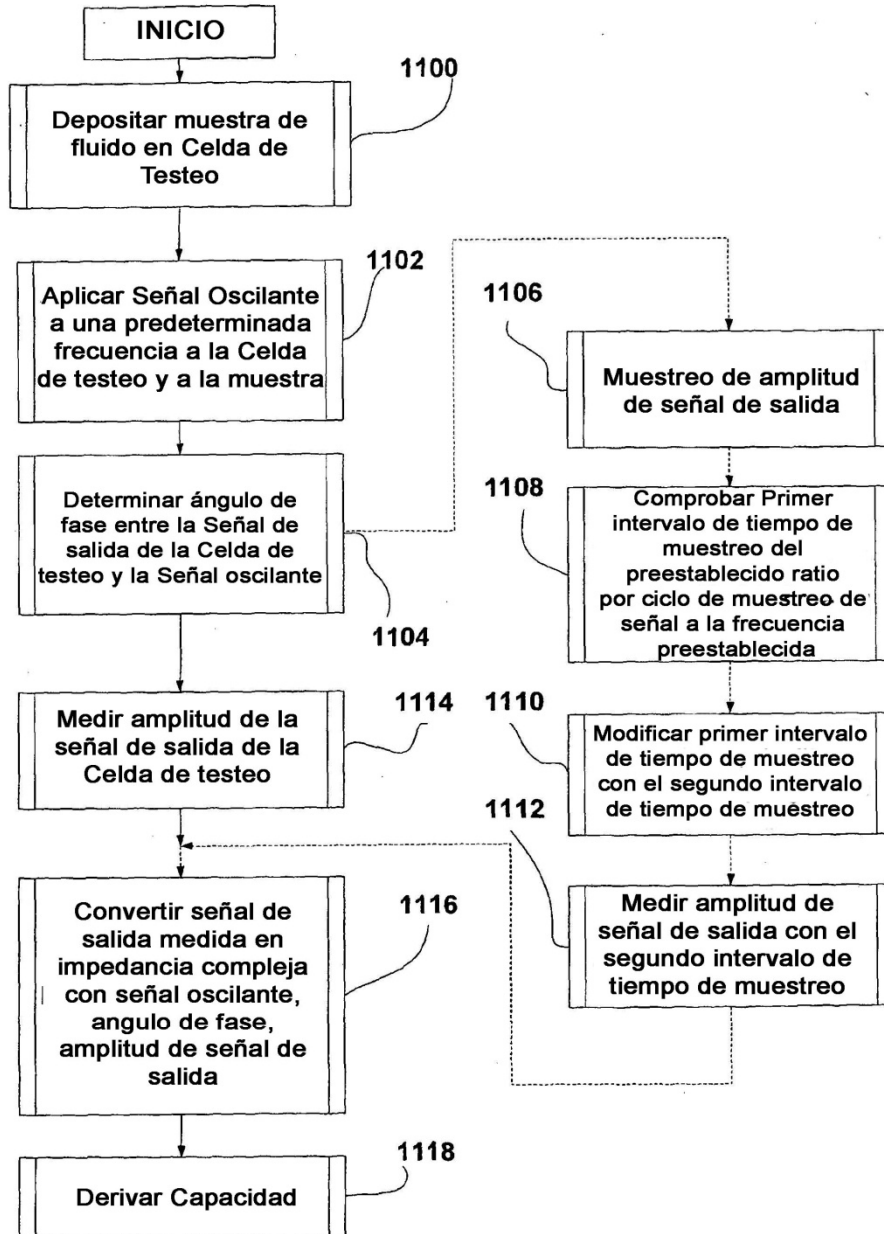 INICIO
1100
Depositar muestra de
fluido en Celda de
Testeo
1102
Aplicar Señal Oscilante
a una predeterminada
frecuencia a la Celda
de testeo y a la muestra
Determinar ángulo de
fase entre la Señal de
salida de la Celda de
testeo y la Señal oscilante
1104
Medir amplitud de la
señal de salida de la
Celda de testeo
1114
Convertir señal de
salida medida en
impedancia compleja
con señal oscilante,
angulo de fase,
amplitud de señal de
salida
1116
Derivar Capacidad
1118
1106
Muestreo de amplitud
de señal de salida
1108
Comprobar Primer
intervalo de tiempo de
muestreo del
preestablecido ratio
por ciclo de muestreo de
señal a la frecuencia
preestablecida
1110
Modificar primer intervalo
de tiempo de muestreo
con el segundo intervalo
de tiempo de muestreo
1112
Medir amplitud de
señal de salida con el
segundo intervalo de
tiempo de muestreo